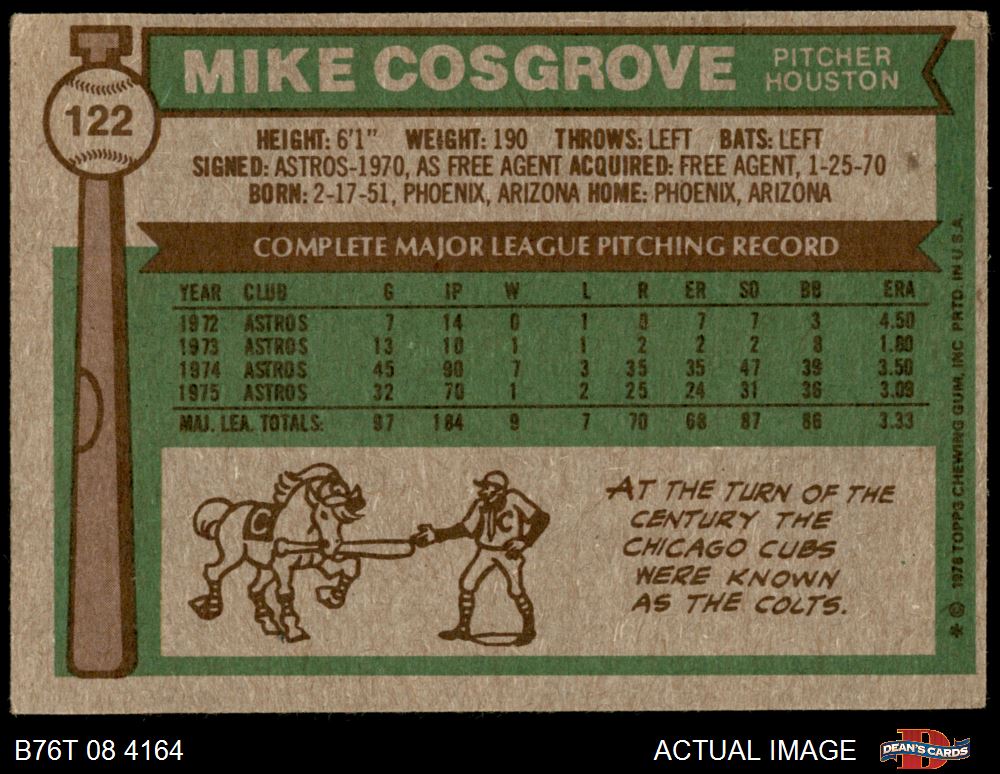 MIKE COSGROVE
PITCHER
HOUSTON
122
HEIGHT: 6'1" WEIGHT: 190 THROWS: LEFT BATS: LEFT
SIGNED: ASTROS-1970, AS FREE AGENT ACQUIRED: FREE AGENT, 1-25-70
BORN: 2-17-51, PHOENIX, ARIZONA HOME: PHOENIX, ARIZONA
COMPLETE MAJOR LEAGUE PITCHING RECORD
YEAR CLUB G IP W L R ER SO BB ERA
1972 ASTROS 7 14 0 1 8 7 7 3 4.50
1973 ASTROS 13 10 1 1 2 2 2 8 1.80
1974 ASTROS 45 90 7 3 35 35 47 39 3.50
1975 ASTROS 32 70 1 2 25 24 31 36 3.09
MAJ. LEA. TOTALS: 97 184 9 7 70 68 87 86 3.33
C
C
AT THE TURN OF THE
CENTURY THE
CHICAGO CUBS
WERE KNOWN
AS THE COLTS.
* © 1976 TOPPS CHEWING GUM, INC PRTD. IN U.S.A.
B76T 08 4164
ACTUAL IMAGE
DEAN'S CARDS